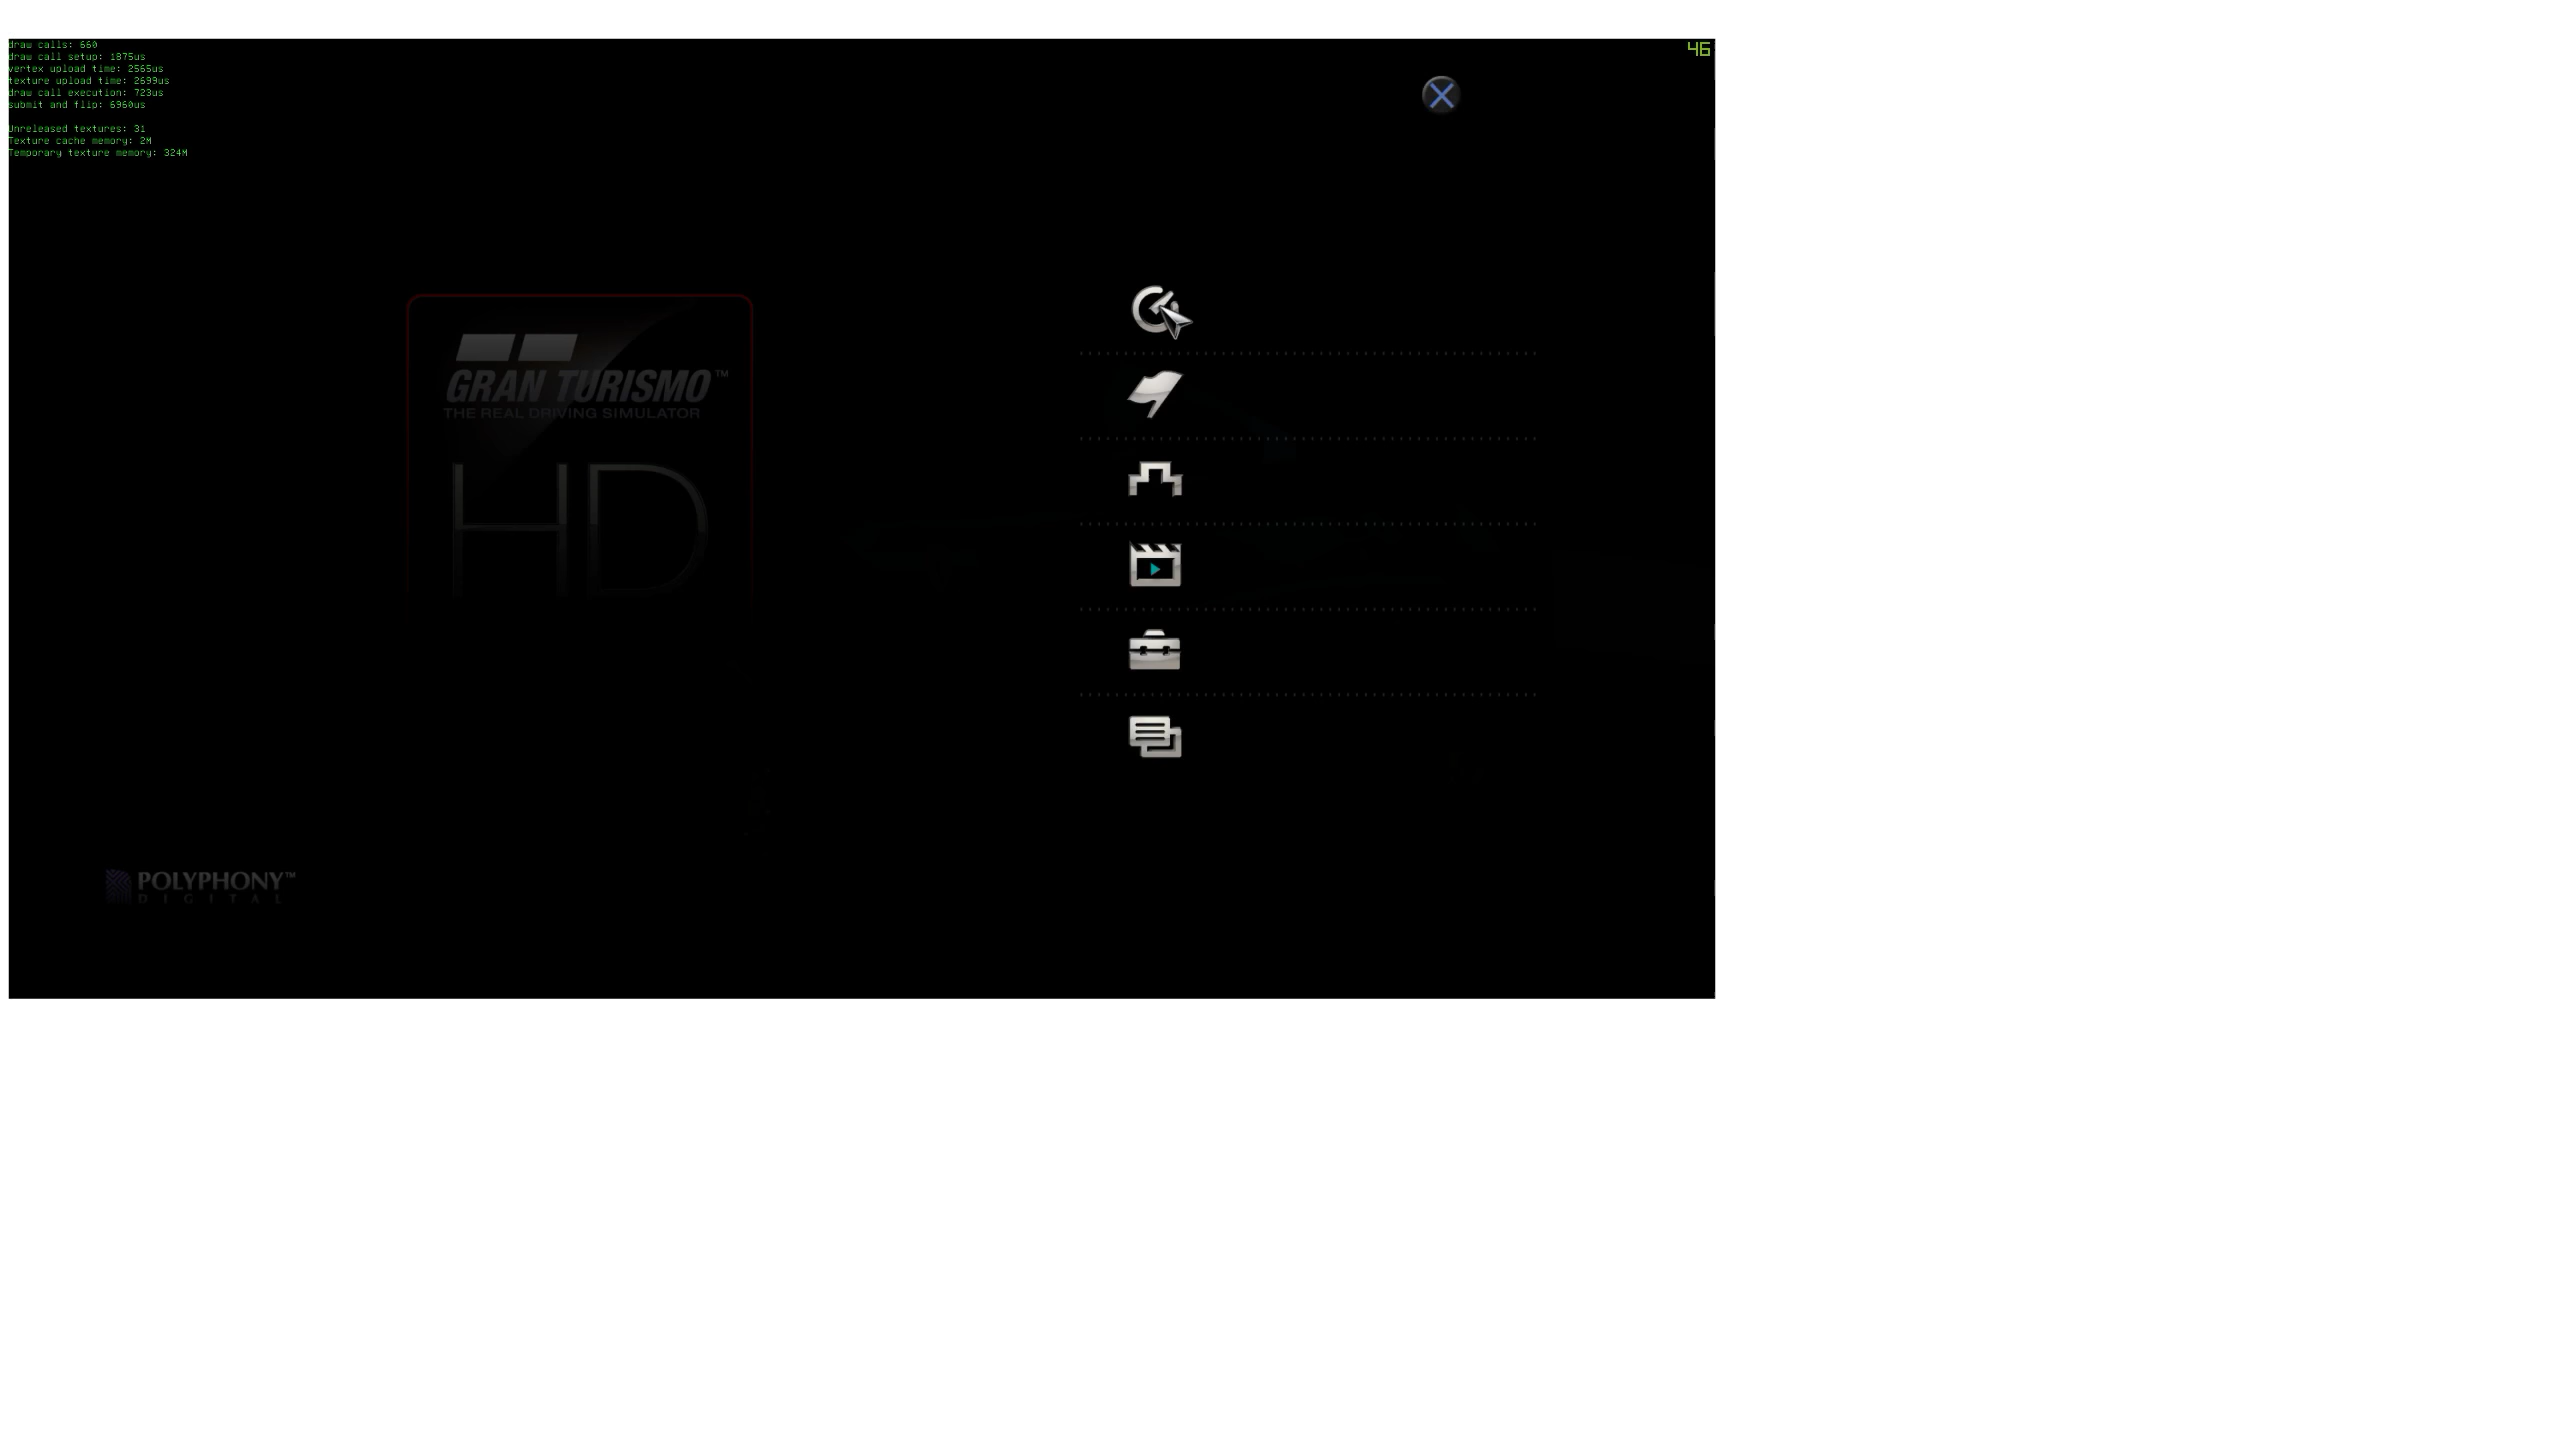 draw calls: 660
draw call setup: 1875us
vertex upload time: 2565us
texture upload time: 2699us
draw call execution: 723us
submit and flip: 6960us
Unreleased textures: 31
Texture cache memory: 2M
Temporary texture memory: 324M
46
GRAN TURISMO™
THE REAL DRIVING SIMULATOR
HD
POLYPHONY™
DIGITAL